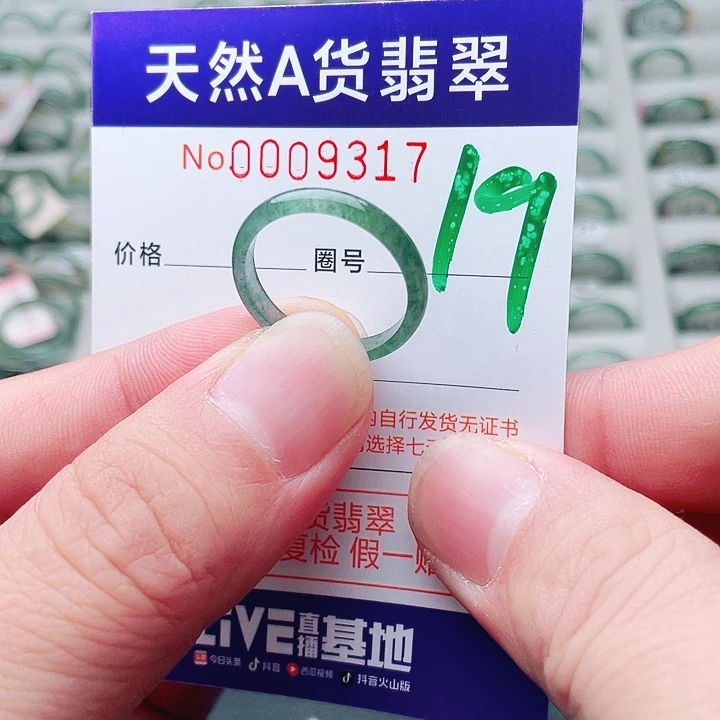 天然A货翡翠
No.0009317
19
价格 圈号
自行发货无证书
选择七
货翡翠
复检 假一赔
LIVE直播基地
今日头条 抖音 西瓜视频 抖音火山版